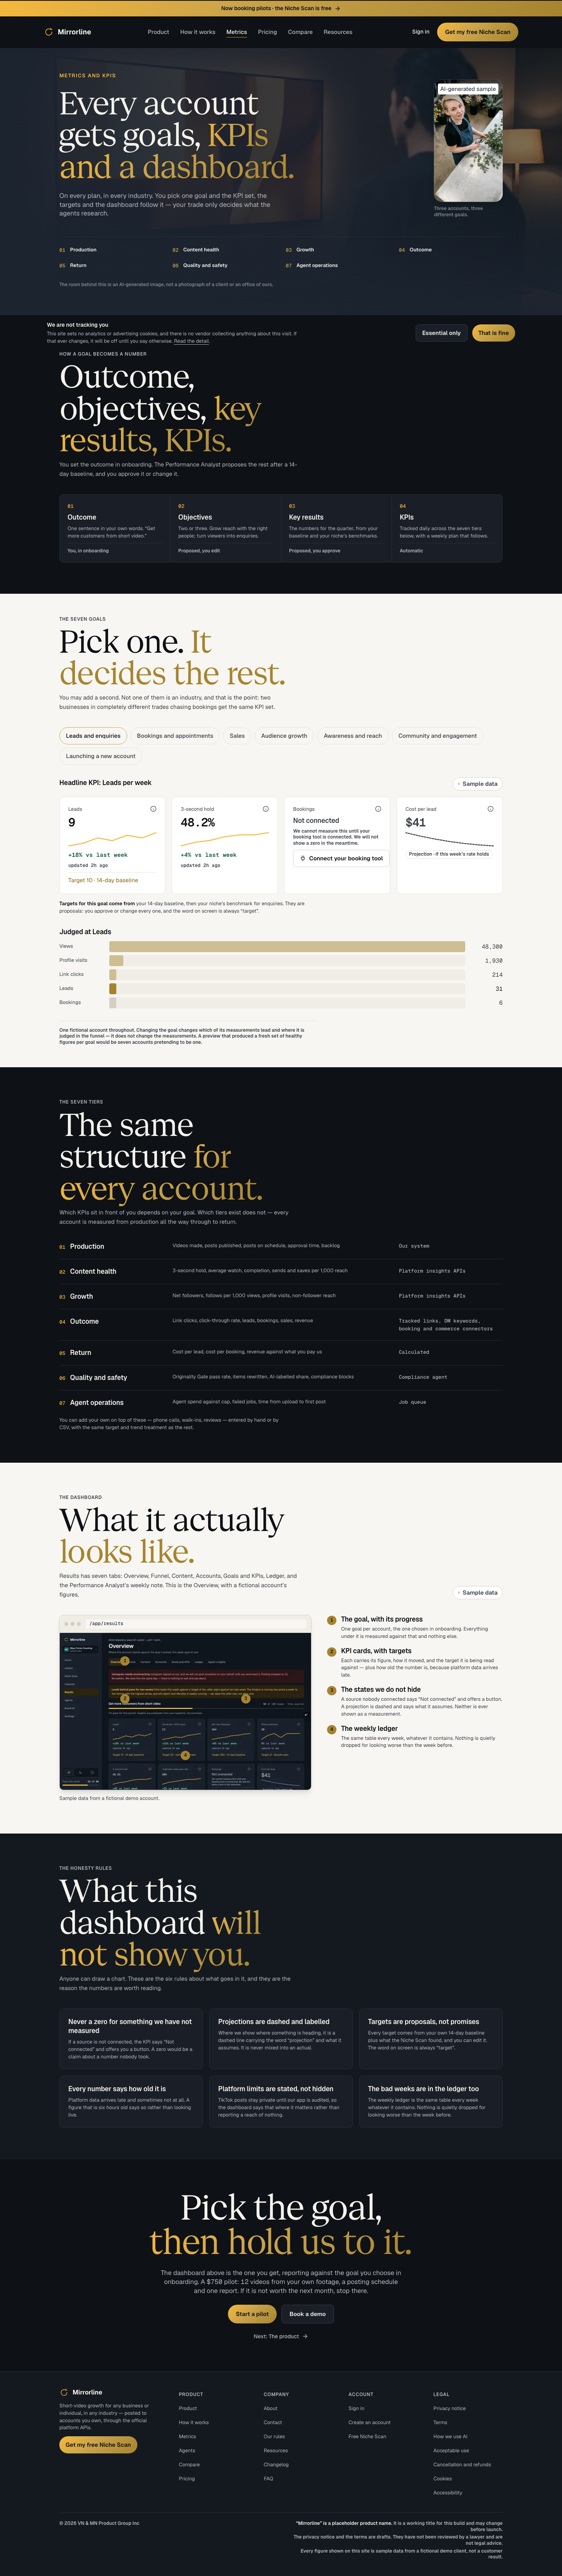 Now booking pilots · the Niche Scan is free →
Mirrorline
Product How it works Metrics Pricing Compare Resources
Sign in
Get my free Niche Scan
METRICS AND KPIS
Every account
gets goals, KPIs
and a dashboard.
On every plan, in every industry. You pick one goal and the KPI set, the
targets and the dashboard follow it — your trade only decides what the
agents research.
AI-generated sample
Three accounts, three
different goals.
01 Production
02 Content health
03 Growth
04 Outcome
05 Return
06 Quality and safety
07 Agent operations
The room behind this is an AI-generated image, not a photograph of a client or an office of ours.
We are not tracking you
This site sets no analytics or advertising cookies, and there is no vendor collecting anything about this visit. If
that ever changes, it will be off until you say otherwise. Read the detail.
Essential only
That is fine
HOW A GOAL BECOMES A NUMBER
Outcome,
objectives, key
results, KPIs.
You set the outcome in onboarding. The Performance Analyst proposes the rest after a 14-
day baseline, and you approve it or change it.
01
Outcome
One sentence in your own words. "Get
more customers from short video."
You, in onboarding
02
Objectives
Two or three. Grow reach with the right
people; turn viewers into enquiries.
Proposed, you edit
03
Key results
The numbers for the quarter, from your
baseline and your niche's benchmarks.
Proposed, you approve
04
KPIs
Tracked daily across the seven tiers
below, with a weekly plan that follows.
Automatic
THE SEVEN GOALS
Pick one. It
decides the rest.
You may add a second. Not one of them is an industry, and that is the point: two
businesses in completely different trades chasing bookings get the same KPI set.
Leads and enquiries
Bookings and appointments
Sales
Audience growth
Awareness and reach
Community and engagement
Launching a new account
Headline KPI: Leads per week
Sample data
Leads
9
+18% vs last week
updated 2h ago
Target 10 · 14-day baseline
3-second hold
48.2%
+4% vs last week
updated 2h ago
Bookings
Not connected
We cannot measure this until your
booking tool is connected. We will not
show a zero in the meantime.
Connect your booking tool
Cost per lead
$41
Projection · if this week's rate holds
Targets for this goal come from your 14-day baseline, then your niche's benchmark for enquiries. They are
proposals: you approve or change every one, and the word on screen is always "target".
Judged at Leads
Views 48,300
Profile visits 1,930
Link clicks 214
Leads 31
Bookings 6
One fictional account throughout. Changing the goal changes which of its measurements lead and where it is
judged in the funnel — it does not change the measurements. A preview that produced a fresh set of healthy
figures per goal would be seven accounts pretending to be one.
THE SEVEN TIERS
The same
structure for
every account.
Which KPIs sit in front of you depends on your goal. Which tiers exist does not — every
account is measured from production all the way through to return.
01 Production
Videos made, posts published, posts on schedule, approval time, backlog
Our system
02 Content health
3-second hold, average watch, completion, sends and saves per 1,000 reach
Platform insights APIs
03 Growth
Net followers, follows per 1,000 views, profile visits, non-follower reach
Platform insights APIs
04 Outcome
Link clicks, click-through rate, leads, bookings, sales, revenue
Tracked links, DM keywords,
booking and commerce connectors
05 Return
Cost per lead, cost per booking, revenue against what you pay us
Calculated
06 Quality and safety
Originality Gate pass rate, items rewritten, AI-labelled share, compliance blocks
Compliance agent
07 Agent operations
Agent spend against cap, failed jobs, time from upload to first post
Job queue
You can add your own on top of these — phone calls, walk-ins, reviews — entered by hand or by
CSV, with the same target and trend treatment as the rest.
THE DASHBOARD
What it actually
looks like.
Results has seven tabs: Overview, Funnel, Content, Accounts, Goals and KPIs, Ledger, and
the Performance Analyst's weekly note. This is the Overview, with a fictional account's
figures.
Sample data
/app/results
Mirrorline
Overview
1
2
3
4
$41
Sample data from a fictional demo account.
1 The goal, with its progress
One goal per account, the one chosen in onboarding. Everything
under it is measured against that and nothing else.
2 KPI cards, with targets
Each carries its figure, how it moved, and the target it is being read
against — plus how old the number is, because platform data arrives
late.
3 The states we do not hide
A source nobody connected says "Not connected" and offers a button.
A projection is dashed and says what it assumes. Neither is ever
shown as a measurement.
4 The weekly ledger
The same table every week, whatever it contains. Nothing is quietly
dropped for looking worse than the week before.
THE HONESTY RULES
What this
dashboard will
not show you.
Anyone can draw a chart. These are the six rules about what goes in it, and they are the
reason the numbers are worth reading.
Never a zero for something we have not
measured
If a source is not connected, the KPI says "Not
connected" and offers you a button. A zero would be a
claim about a number nobody took.
Projections are dashed and labelled
Where we show where something is heading, it is a
dashed line carrying the word "projection" and what it
assumes. It is never mixed into an actual.
Targets are proposals, not promises
Every target comes from your own 14-day baseline
plus what the Niche Scan found, and you can edit it.
The word on screen is always "target".
Every number says how old it is
Platform data arrives late and sometimes not at all. A
figure that is six hours old says so rather than looking
live.
Platform limits are stated, not hidden
TikTok posts stay private until our app is audited, so
the dashboard says that where it matters rather than
reporting a reach of nothing.
The bad weeks are in the ledger too
The weekly ledger is the same table every week
whatever it contains. Nothing is quietly dropped for
looking worse than the week before.
Pick the goal,
then hold us to it.
The dashboard above is the one you get, reporting against the goal you choose in
onboarding. A $750 pilot: 12 videos from your own footage, a posting schedule
and one report. If it is not worth the next month, stop there.
Start a pilot
Book a demo
Next: The product →
Mirrorline
Short-video growth for any business or
individual, in any industry — posted to
accounts you own, through the official
platform APIs.
Get my free Niche Scan
PRODUCT
Product
How it works
Metrics
Agents
Compare
Pricing
COMPANY
About
Contact
Our rules
Resources
Changelog
FAQ
ACCOUNT
Sign in
Create an account
Free Niche Scan
LEGAL
Privacy notice
Terms
How we use AI
Acceptable use
Cancellation and refunds
Cookies
Accessibility
© 2026 VN & MN Product Group Inc
"Mirrorline" is a placeholder product name. It is a working title for this build and may change
before launch.
The privacy notice and the terms are drafts. They have not been reviewed by a lawyer and are
not legal advice.
Every figure shown on this site is sample data from a fictional demo client, not a customer
result.